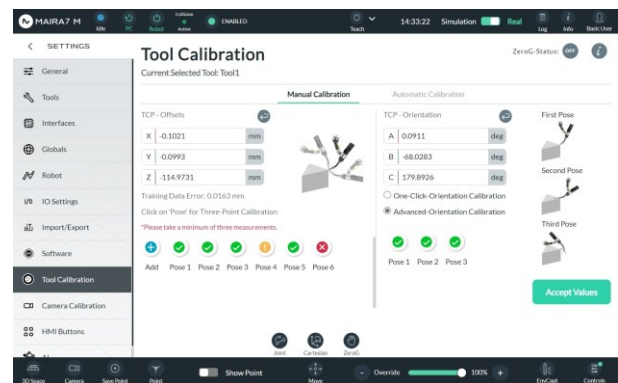 MAIRA7 M
Idle
PC
Robot
Collision
Active
ENABLED
Teach
14:33:22
Simulation
Real
Log
Info
Basic User
SETTINGS
General
Tools
Interfaces
Globals
Robot
I/O
IO Settings
Import/Export
Software
Tool Calibration
Camera Calibration
HMI Buttons
AI
Tool Calibration
Current Selected Tool: Tool1
ZeroG-Status:
OFF
i
Manual Calibration
Automatic Calibration
TCP - Offsets
X -0.1021 mm
Y -0.0993 mm
Z -114.9731 mm
Training Data Error: 0.0163 mm
Click on 'Pose' for Three-Point Calibration
*Please take a minimum of three measurements.
Add Pose 1 Pose 2 Pose 3 Pose 4 Pose 5 Pose 6
TCP - Orientation
A 0.0911 deg
B -68.0283 deg
C 179.8926 deg
One-Click-Orientation Calibration
Advanced-Orientation Calibration
Pose 1 Pose 2 Pose 3
First Pose
Second Pose
Third Pose
Accept Values
Joint Cartesian ZeroG
3D Space
Camera
Save Point
Point
Show Point
Move
- Override 100% +
EnvCapt
Controls